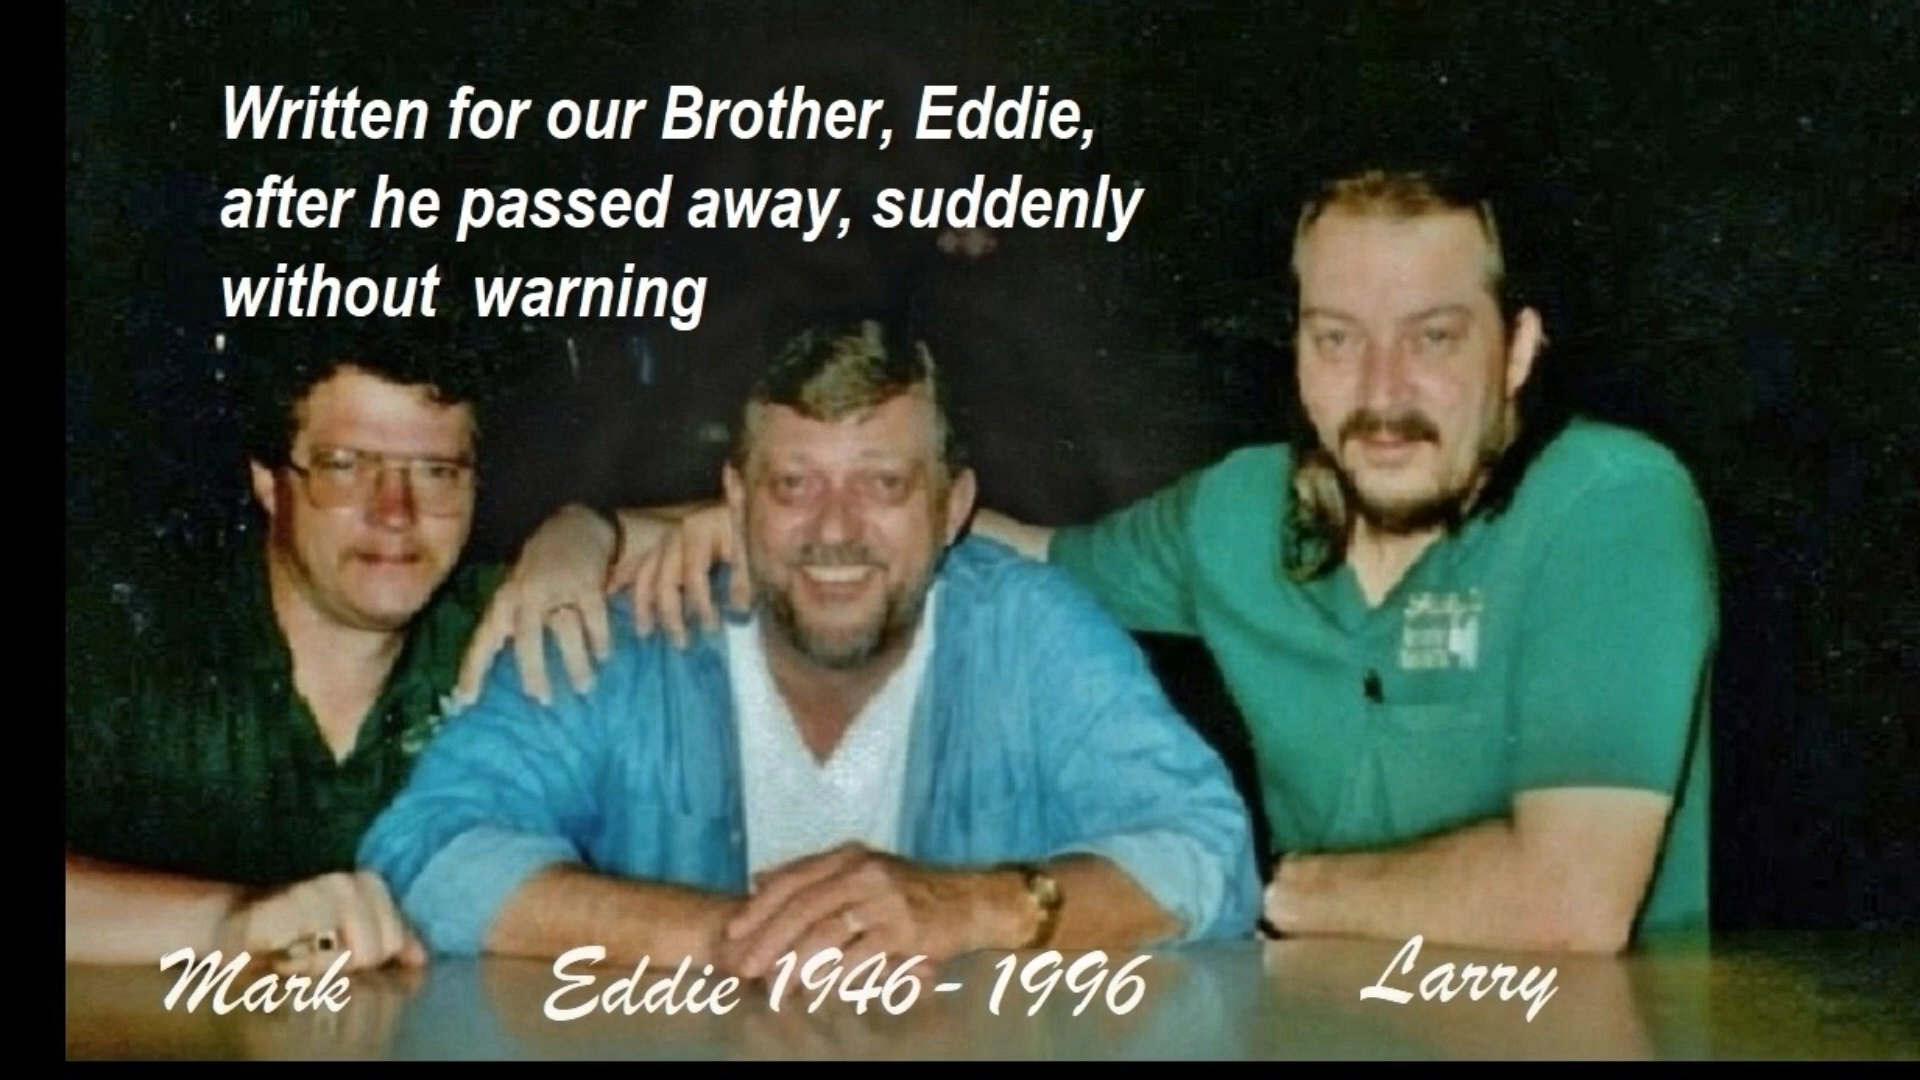 Written for our Brother, Eddie,
after he passed away, suddenly
without  warning
Mark
Eddie 1946 - 1996
Larry